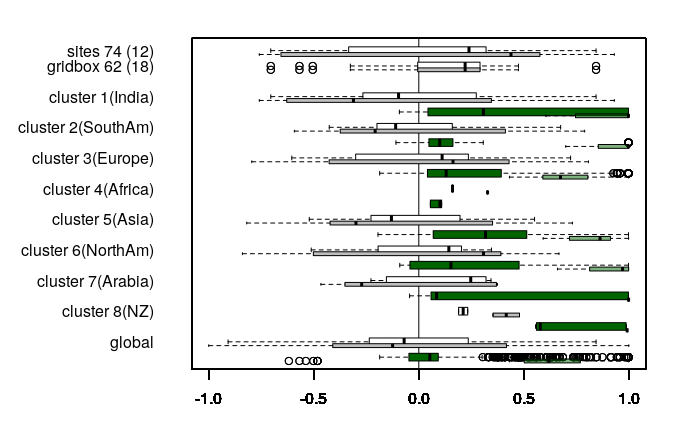 sites 74 (12)
gridbox 62 (18)
cluster 1(India)
cluster 2(SouthAm)
cluster 3(Europe)
cluster 4(Africa)
cluster 5(Asia)
cluster 6(NorthAm)
cluster 7(Arabia)
cluster 8(NZ)
global
-1.0 -0.5 0.0 0.5 1.0